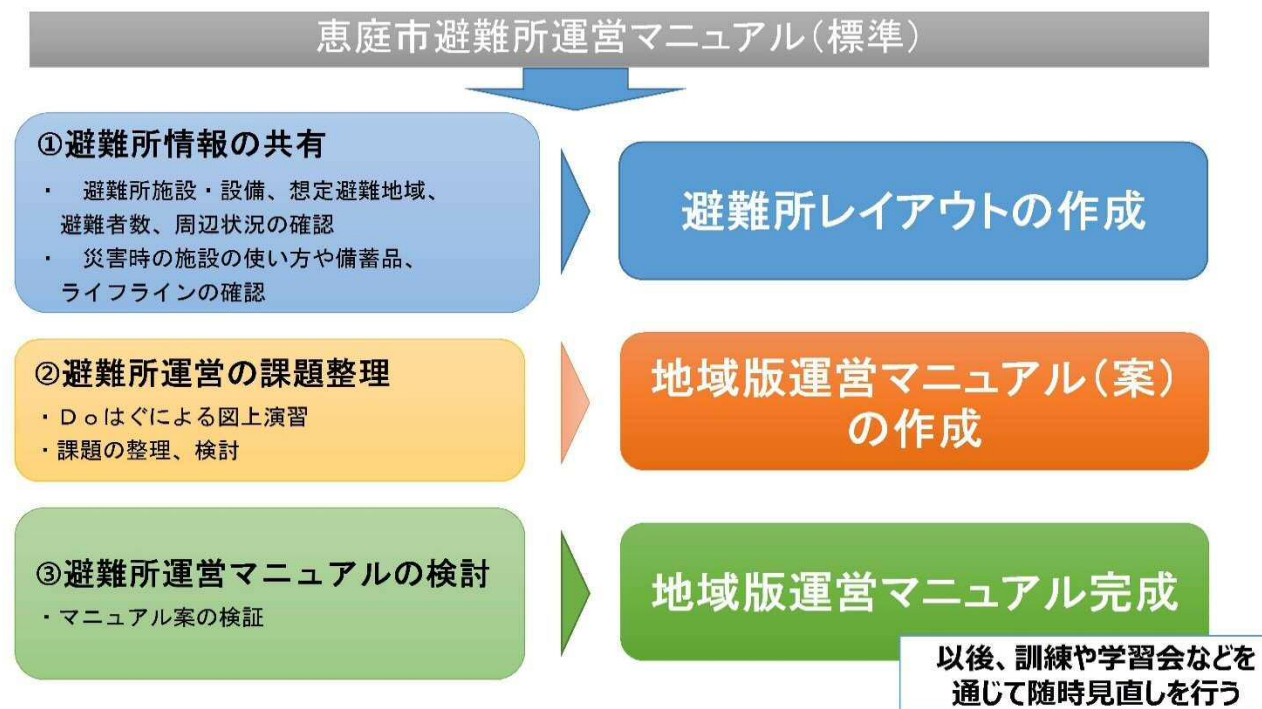 恵庭市避難所運営マニュアル(標準)
①避難所情報の共有
・ 避難所施設・設備、想定避難地域、
避難者数、周辺状況の確認
・ 災害時の施設の使い方や備蓄品、
ライフラインの確認
避難所レイアウトの作成
②避難所運営の課題整理
・Doはぐによる図上演習
・課題の整理、検討
地域版運営マニュアル(案)
の作成
③避難所運営マニュアルの検討
・マニュアル案の検証
地域版運営マニュアル完成
以後、訓練や学習会などを
通じて随時見直しを行う